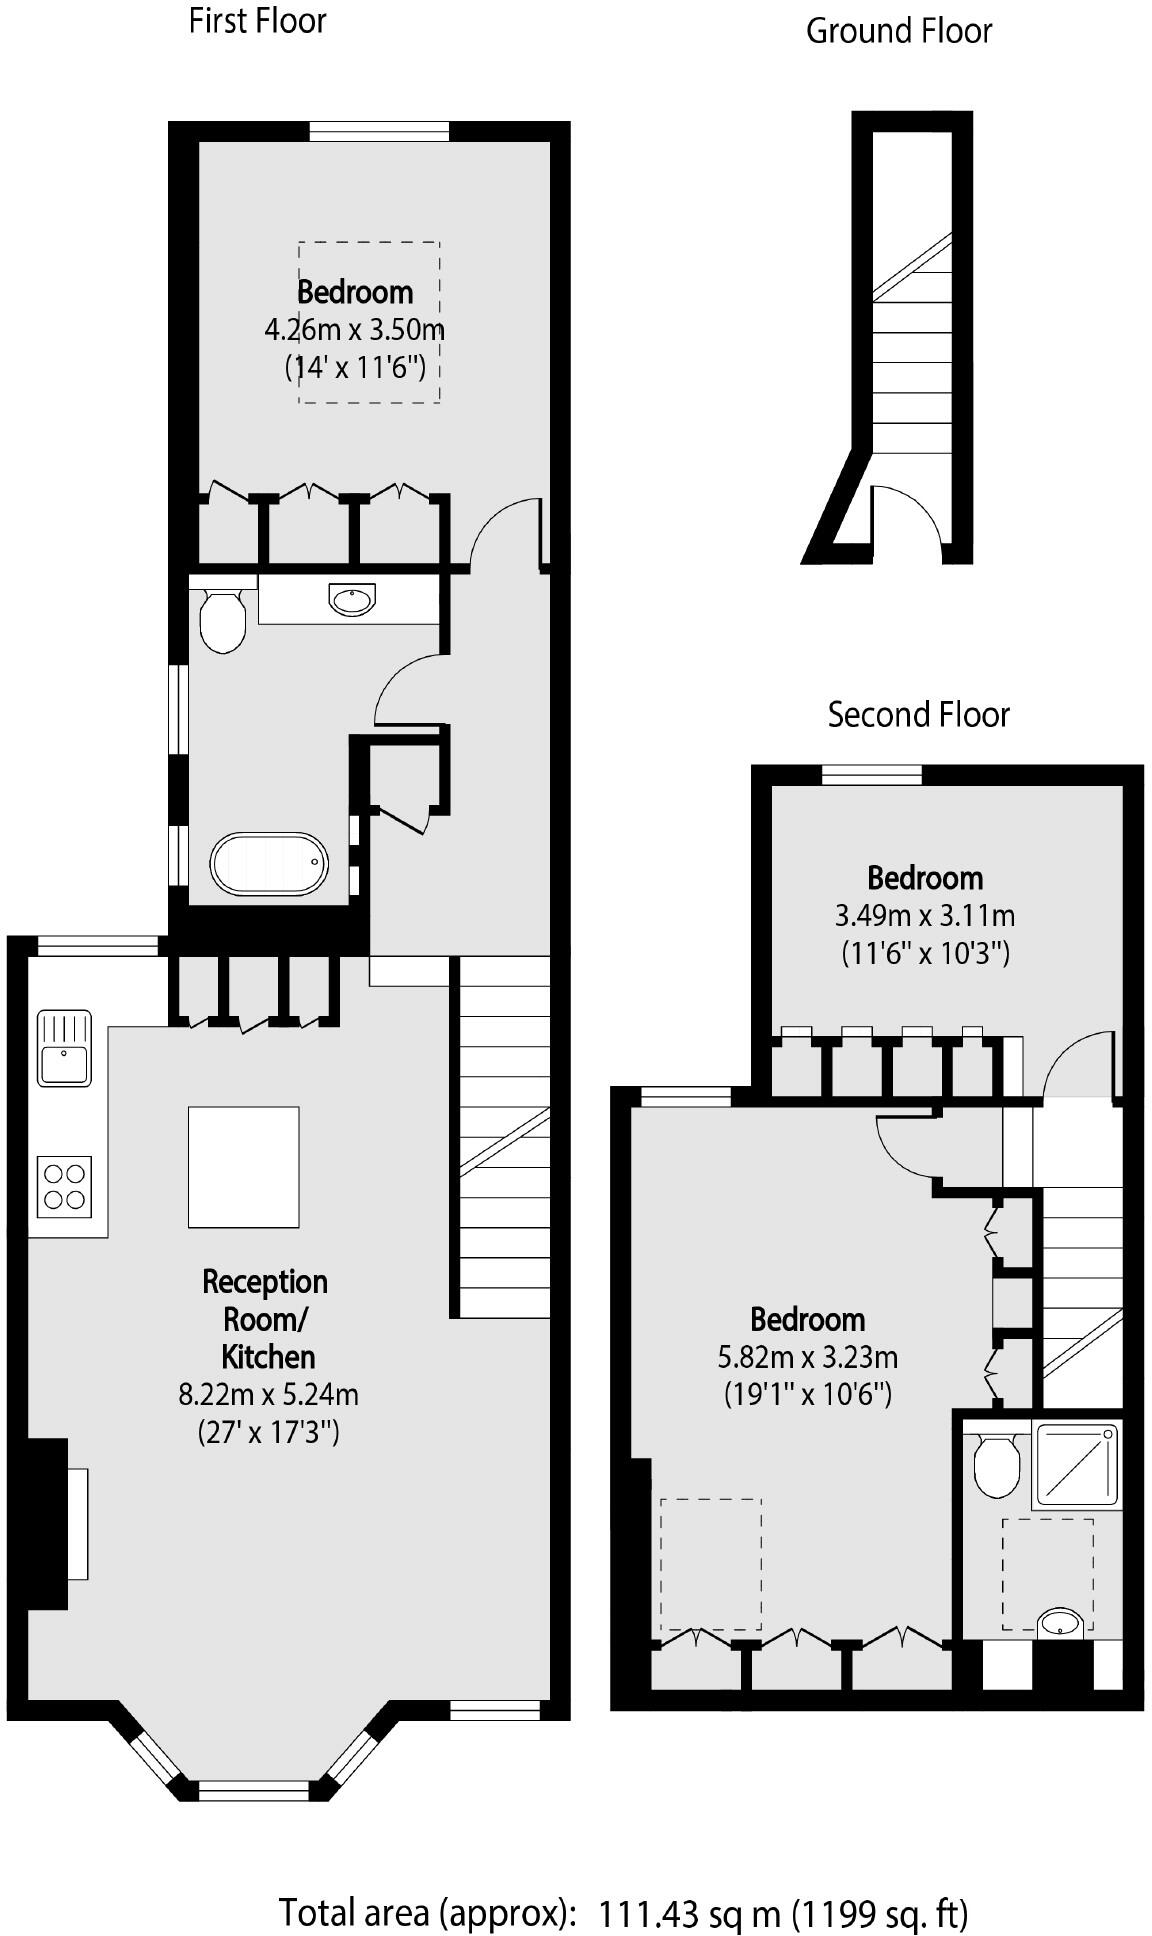 First Floor
Ground Floor
Bedroom
4.26m x 3.50m
(14' x 11'6")
Second Floor
Bedroom
3.49m x 3.11m
(11'6" x 10'3")
Reception
Room/
Kitchen
8.22m x 5.24m
(27' x 17'3")
Bedroom
5.82m x 3.23m
(19'1" x 10'6")
Total area (approx): 111.43 sq m (1199 sq. ft)